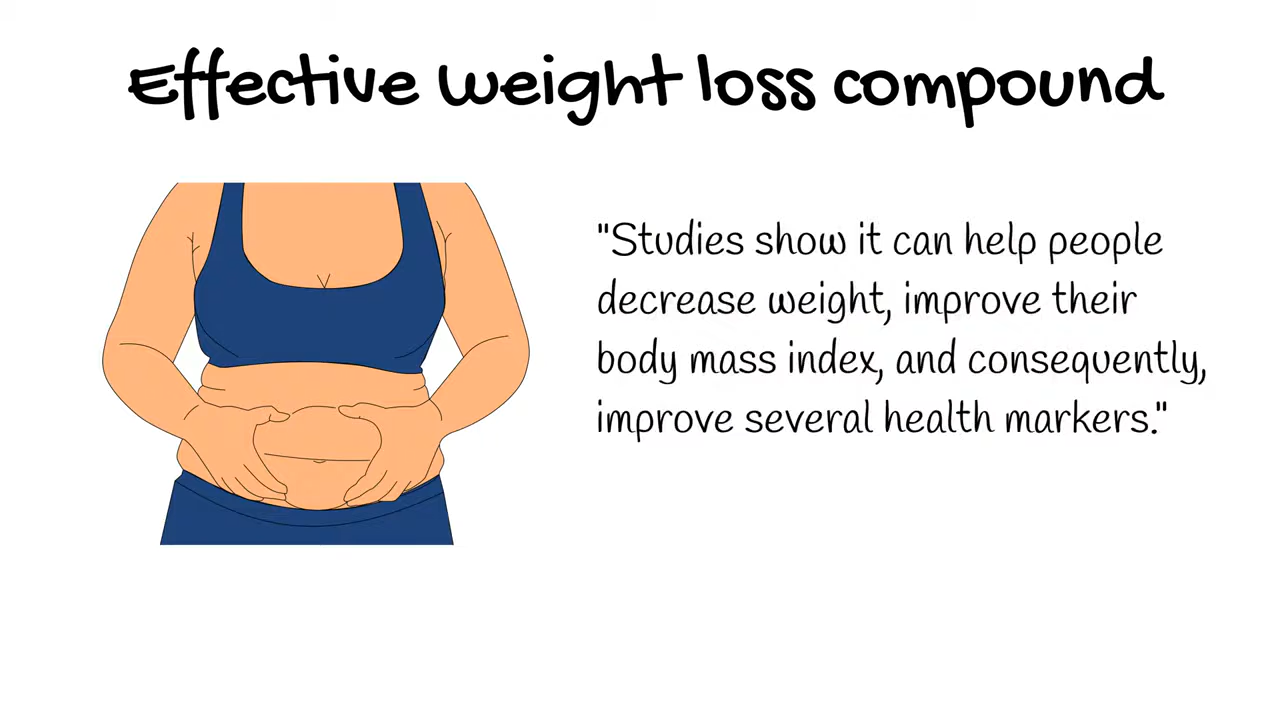 Effective weight loss compound
"Studies show it can help people
decrease weight, improve their
body mass index, and consequently,
improve several health markers."